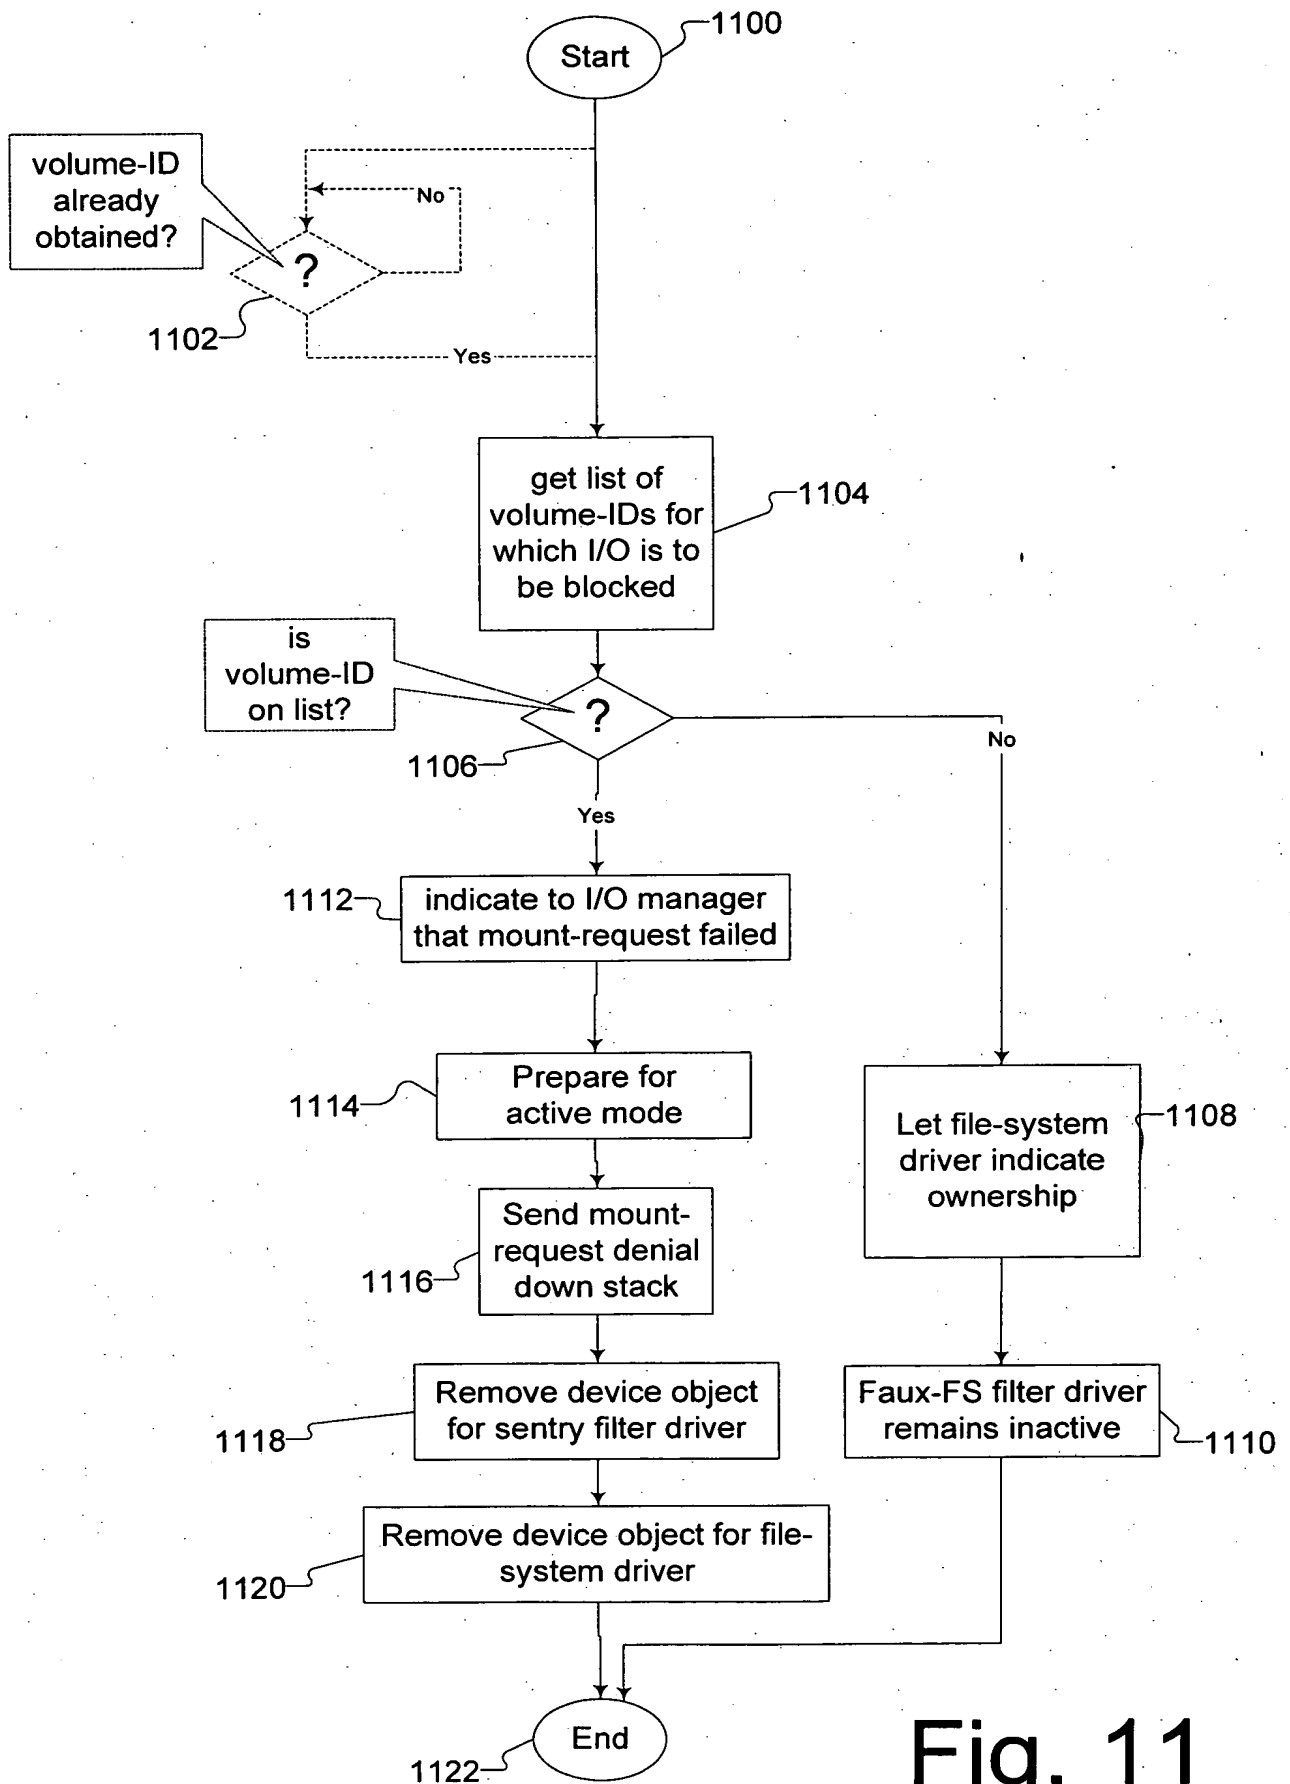 1100
Start
volume-ID
already
obtained?
No
?
1102
Yes
get list of
volume-IDs for
which I/O is to
be blocked
1104
is
volume-ID
on list?
?
1106
No
Yes
1112
indicate to I/O manager
that mount-request failed
1114
Prepare for
active mode
Let file-system
driver indicate
ownership
1108
Send mount-
request denial
down stack
1116
Remove device object
for sentry filter driver
1118
Faux-FS filter driver
remains inactive
1110
Remove device object for file-
system driver
1120
End
1122
Fig. 11